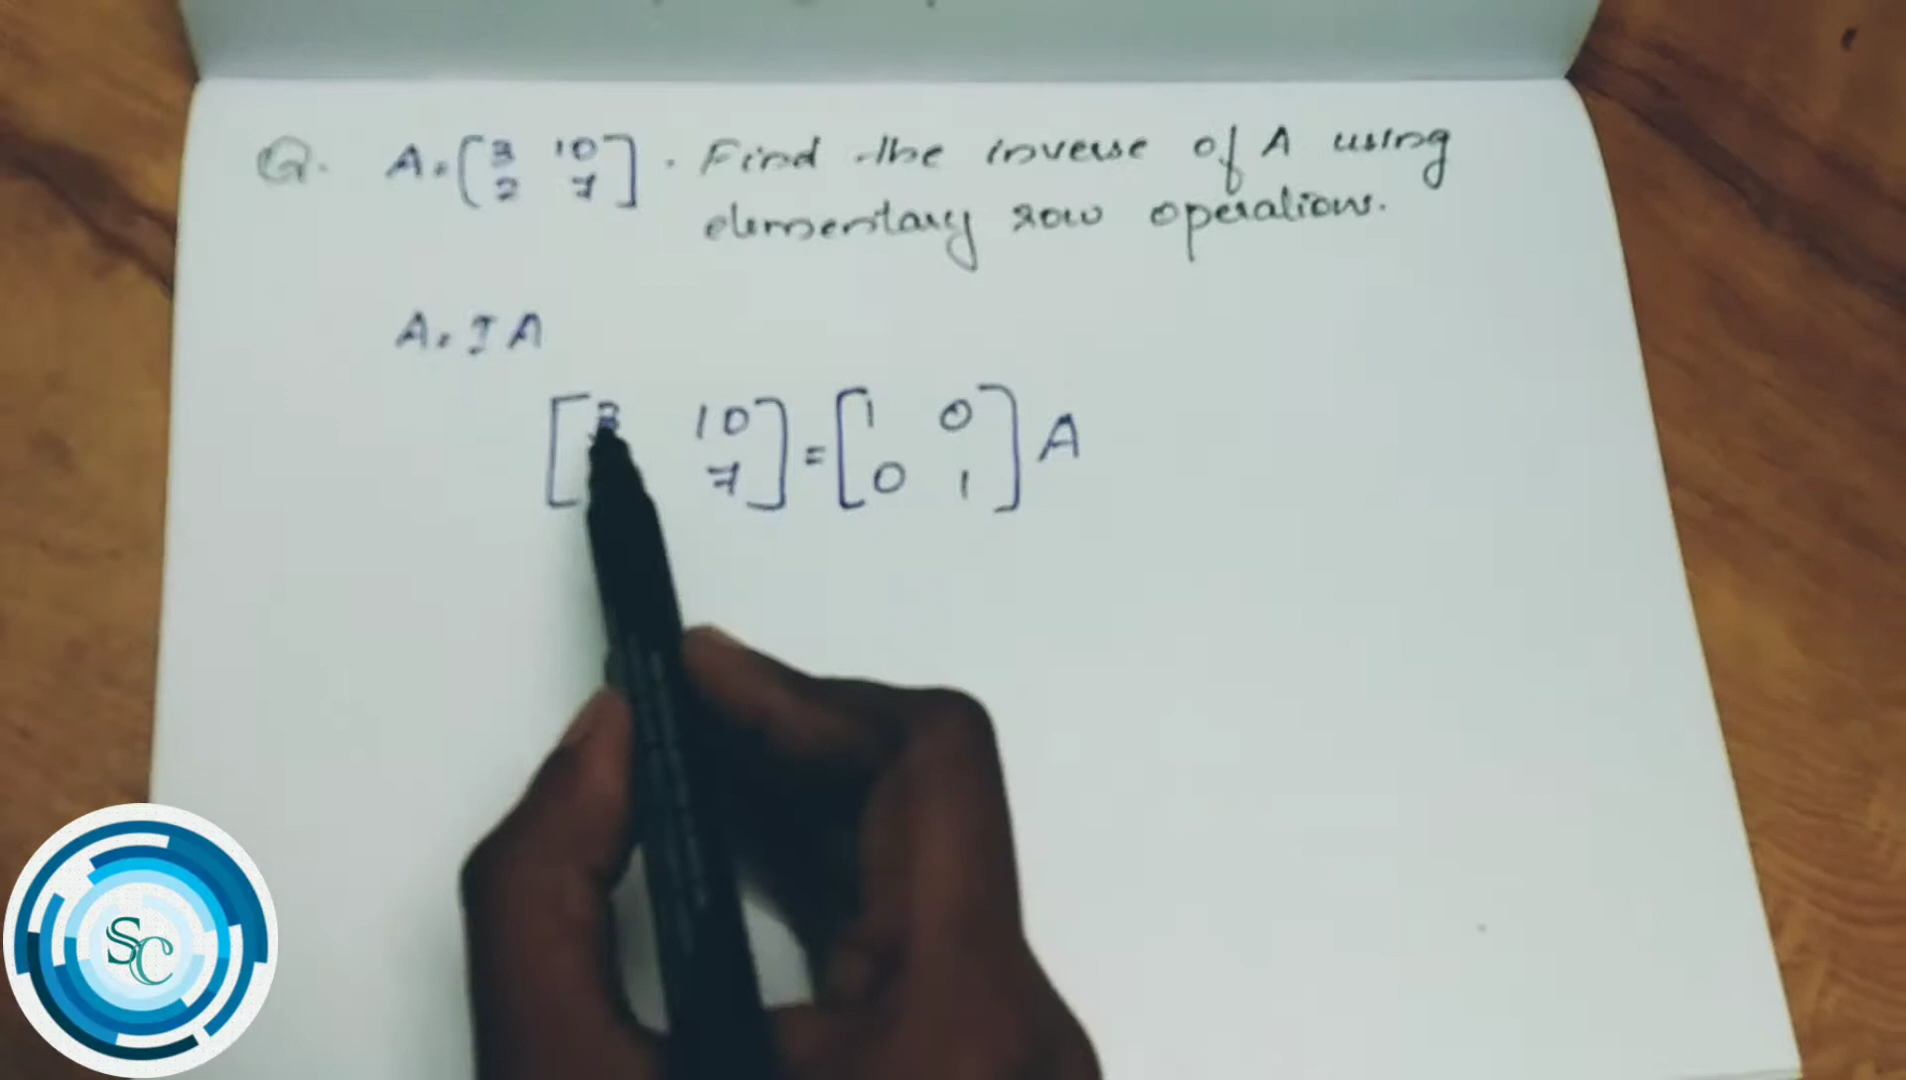 Q. A = [3 10] . Find the inverse of A using
[2 7] elementary row operations.
A = IA
[3 10] = [1 0] A
[ 7] [0 1]
SC